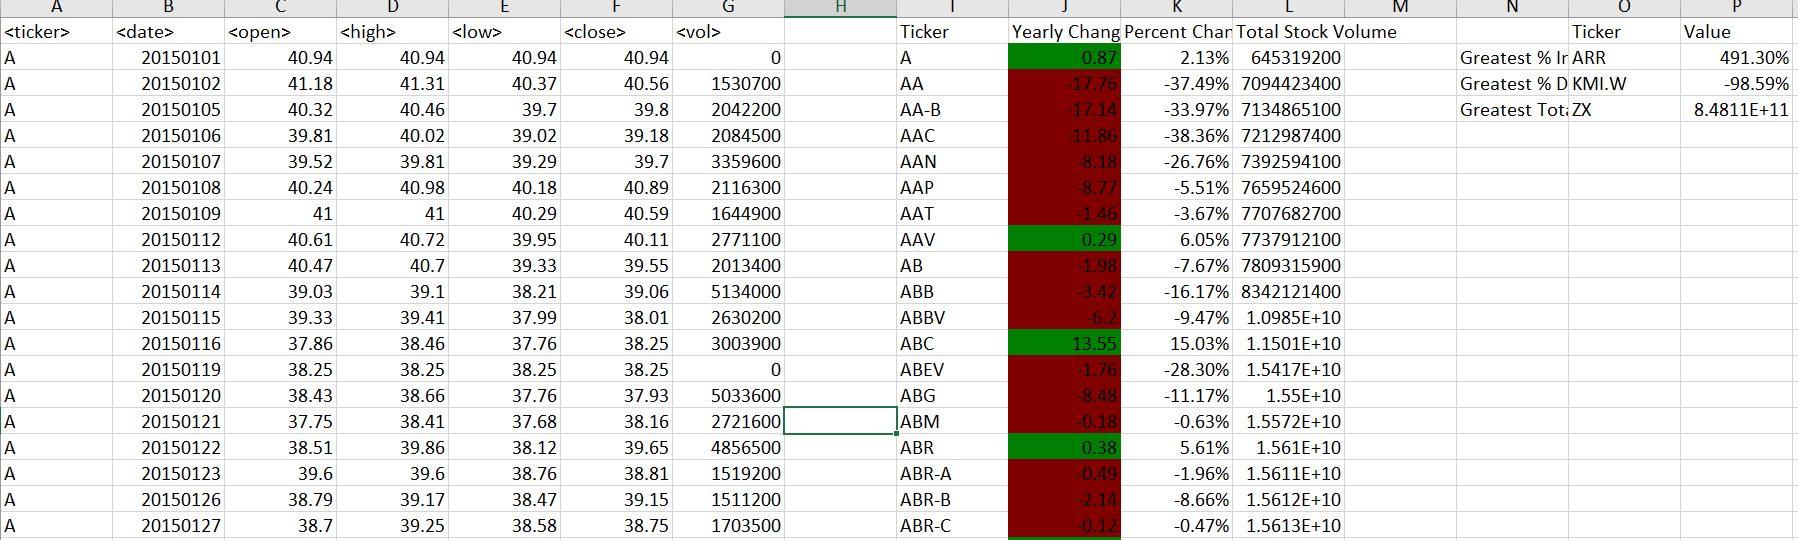 A B C D E F G H I J K L M N O P
<ticker> <date> <open> <high> <low> <close> <vol> Ticker Yearly Chang Percent Chan Total Stock Volume Ticker Value
A 20150101 40.94 40.94 40.94 40.94 0 A 0.87 2.13% 645319200 Greatest % In ARR 491.30%
A 20150102 41.18 41.31 40.37 40.56 1530700 AA -17.76 -37.49% 7094423400 Greatest % D KMI.W -98.59%
A 20150105 40.32 40.46 39.7 39.8 2042200 AA-B -17.14 -33.97% 7134865100 Greatest Tota ZX 8.4811E+11
A 20150106 39.81 40.02 39.02 39.18 2084500 AAC -11.86 -38.36% 7212987400
A 20150107 39.52 39.81 39.29 39.7 3359600 AAN -8.18 -26.76% 7392594100
A 20150108 40.24 40.98 40.18 40.89 2116300 AAP -8.77 -5.51% 7659524600
A 20150109 41 41 40.29 40.59 1644900 AAT -1.46 -3.67% 7707682700
A 20150112 40.61 40.72 39.95 40.11 2771100 AAV 0.29 6.05% 7737912100
A 20150113 40.47 40.7 39.33 39.55 2013400 AB -1.98 -7.67% 7809315900
A 20150114 39.03 39.1 38.21 39.06 5134000 ABB -3.42 -16.17% 8342121400
A 20150115 39.33 39.41 37.99 38.01 2630200 ABBV -6.2 -9.47% 1.0985E+10
A 20150116 37.86 38.46 37.76 38.25 3003900 ABC 13.55 15.03% 1.1501E+10
A 20150119 38.25 38.25 38.25 38.25 0 ABEV -1.76 -28.30% 1.5417E+10
A 20150120 38.43 38.66 37.76 37.93 5033600 ABG -8.48 -11.17% 1.55E+10
A 20150121 37.75 38.41 37.68 38.16 2721600 ABM -0.18 -0.63% 1.5572E+10
A 20150122 38.51 39.86 38.12 39.65 4856500 ABR 0.38 5.61% 1.561E+10
A 20150123 39.6 39.6 38.76 38.81 1519200 ABR-A -0.49 -1.96% 1.5611E+10
A 20150126 38.79 39.17 38.47 39.15 1511200 ABR-B -2.14 -8.66% 1.5612E+10
A 20150127 38.7 39.25 38.58 38.75 1703500 ABR-C -0.12 -0.47% 1.5613E+10